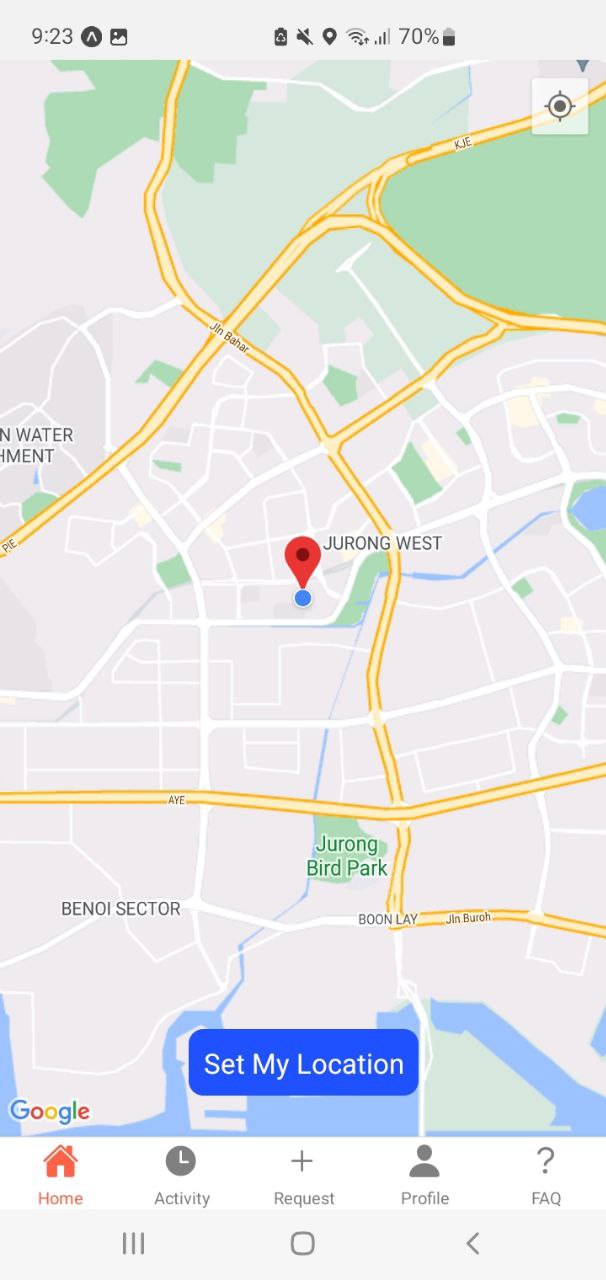 9:23
70%
KJE
Jln Bahar
N WATER
HMENT
PIE
JURONG WEST
AYE
Jurong
Bird Park
BENOI SECTOR
BOON LAY
Jln Buroh
Set My Location
Google
Home
Activity
Request
Profile
FAQ